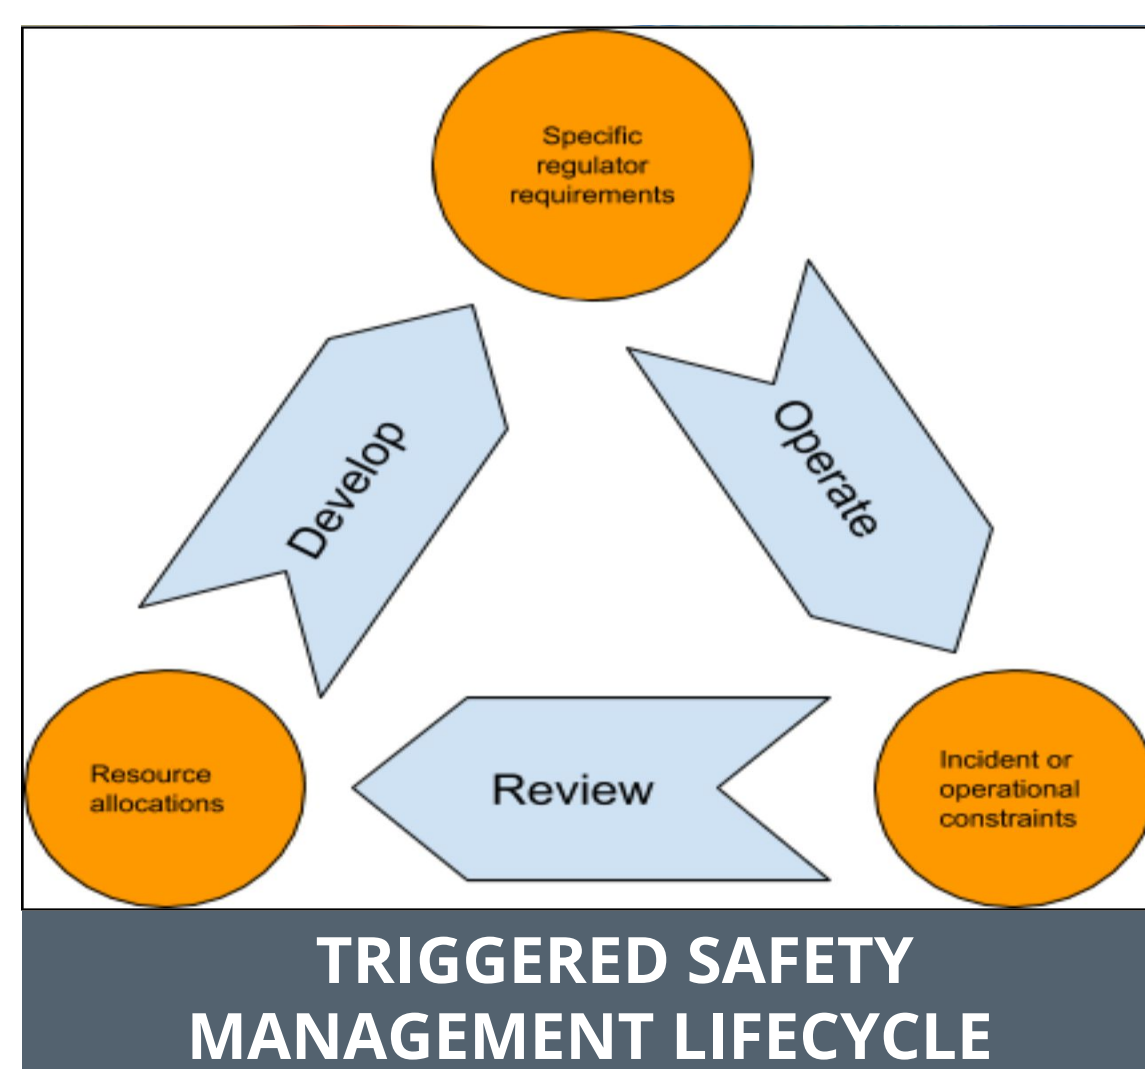 Specific
regulator
requirements
Develop
Operate
Resource
allocations
Review
Incident or
operational
constraints
TRIGGERED SAFETY
MANAGEMENT LIFECYCLE